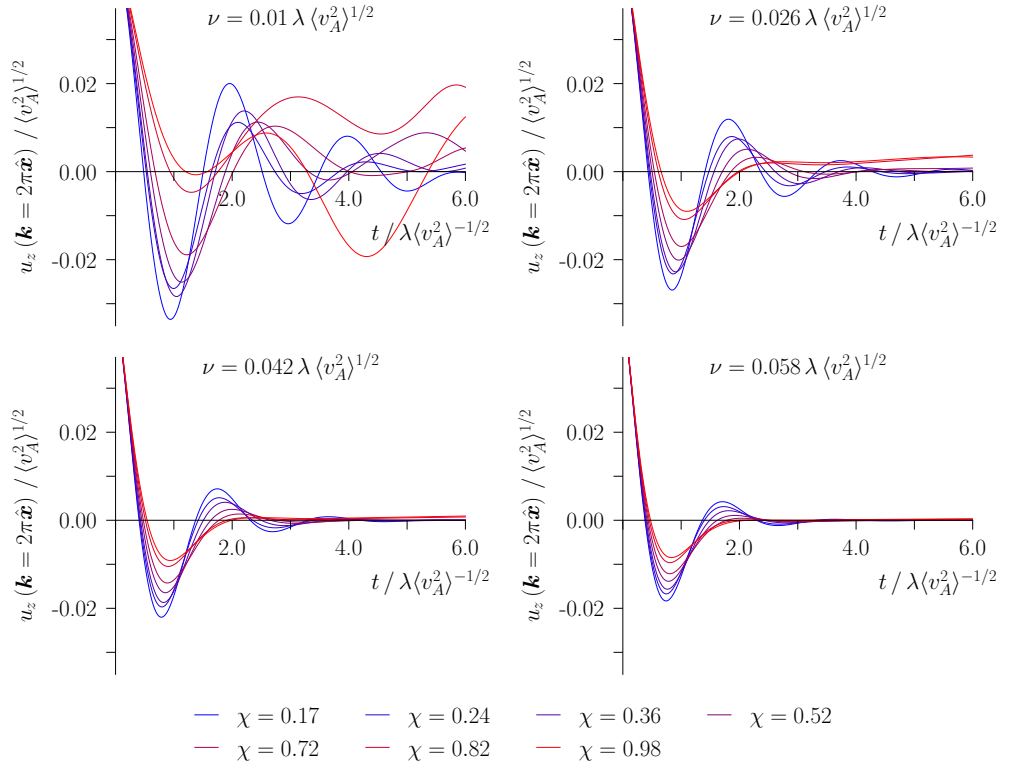 ν = 0.01 λ ⟨v_A^2⟩^{1/2}
u_z (k = 2πx̂) / ⟨v_A^2⟩^{1/2}
0.02
0.00
-0.02
2.0
4.0
6.0
t / λ⟨v_A^2⟩^{-1/2}
ν = 0.026 λ ⟨v_A^2⟩^{1/2}
u_z (k = 2πx̂) / ⟨v_A^2⟩^{1/2}
0.02
0.00
-0.02
2.0
4.0
6.0
t / λ⟨v_A^2⟩^{-1/2}
ν = 0.042 λ ⟨v_A^2⟩^{1/2}
u_z (k = 2πx̂) / ⟨v_A^2⟩^{1/2}
0.02
0.00
-0.02
2.0
4.0
6.0
t / λ⟨v_A^2⟩^{-1/2}
ν = 0.058 λ ⟨v_A^2⟩^{1/2}
u_z (k = 2πx̂) / ⟨v_A^2⟩^{1/2}
0.02
0.00
-0.02
2.0
4.0
6.0
t / λ⟨v_A^2⟩^{-1/2}
χ = 0.17 χ = 0.24 χ = 0.36 χ = 0.52
χ = 0.72 χ = 0.82 χ = 0.98